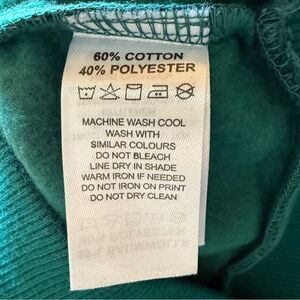 60% COTTON
40% POLYESTER
MACHINE WASH COOL
WASH WITH
SIMILAR COLOURS
DO NOT BLEACH
LINE DRY IN SHADE
WARM IRON IF NEEDED
DO NOT IRON ON PRINT
DO NOT DRY CLEAN